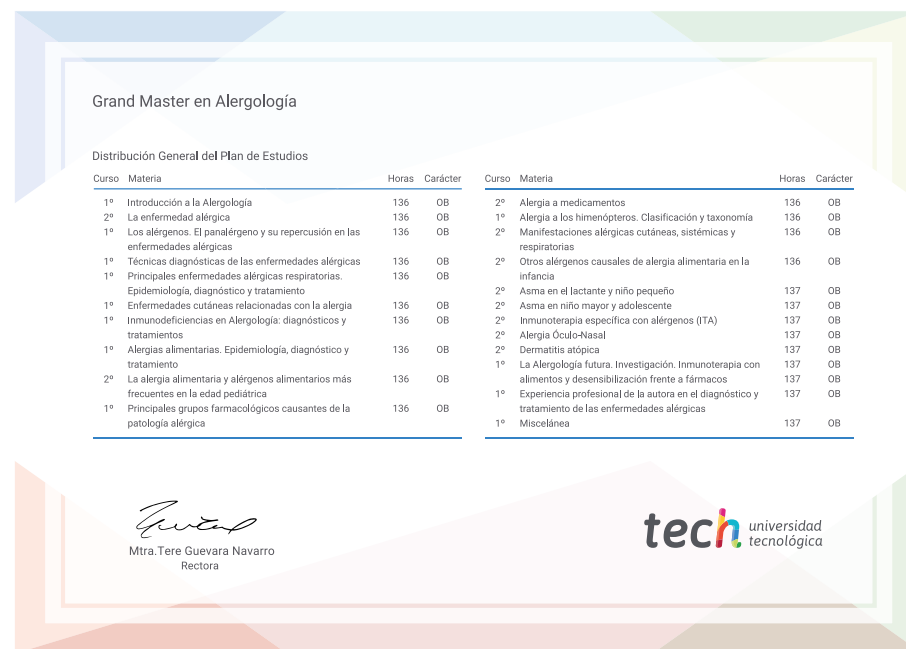 Grand Master en Alergología
Distribución General del Plan de Estudios
Curso Materia Horas Carácter
1º Introducción a la Alergología 136 OB
2º La enfermedad alérgica 136 OB
1º Los alérgenos. El panalérgeno y su repercusión en las 136 OB
enfermedades alérgicas
1º Técnicas diagnósticas de las enfermedades alérgicas 136 OB
1º Principales enfermedades alérgicas respiratorias. 136 OB
Epidemiología, diagnóstico y tratamiento
1º Enfermedades cutáneas relacionadas con la alergia 136 OB
1º Inmunodeficiencias en Alergología: diagnósticos y 136 OB
tratamientos
1º Alergias alimentarias. Epidemiología, diagnóstico y 136 OB
tratamiento
2º La alergia alimentaria y alérgenos alimentarios más 136 OB
frecuentes en la edad pediátrica
1º Principales grupos farmacológicos causantes de la 136 OB
patología alérgica
Curso Materia Horas Carácter
2º Alergia a medicamentos 136 OB
1º Alergia a los himenópteros. Clasificación y taxonomía 136 OB
2º Manifestaciones alérgicas cutáneas, sistémicas y 136 OB
respiratorias
2º Otros alérgenos causales de alergia alimentaria en la 136 OB
infancia
2º Asma en el lactante y niño pequeño 137 OB
2º Asma en niño mayor y adolescente 137 OB
2º Inmunoterapia específica con alérgenos (ITA) 137 OB
2º Alergia Óculo-Nasal 137 OB
2º Dermatitis atópica 137 OB
1º La Alergología futura. Investigación. Inmunoterapia con 137 OB
alimentos y desensibilización frente a fármacos 137 OB
1º Experiencia profesional de la autora en el diagnóstico y 137 OB
tratamiento de las enfermedades alérgicas
1º Miscelánea 137 OB
Mtra.Tere Guevara Navarro
Rectora
tech universidad
tecnológica